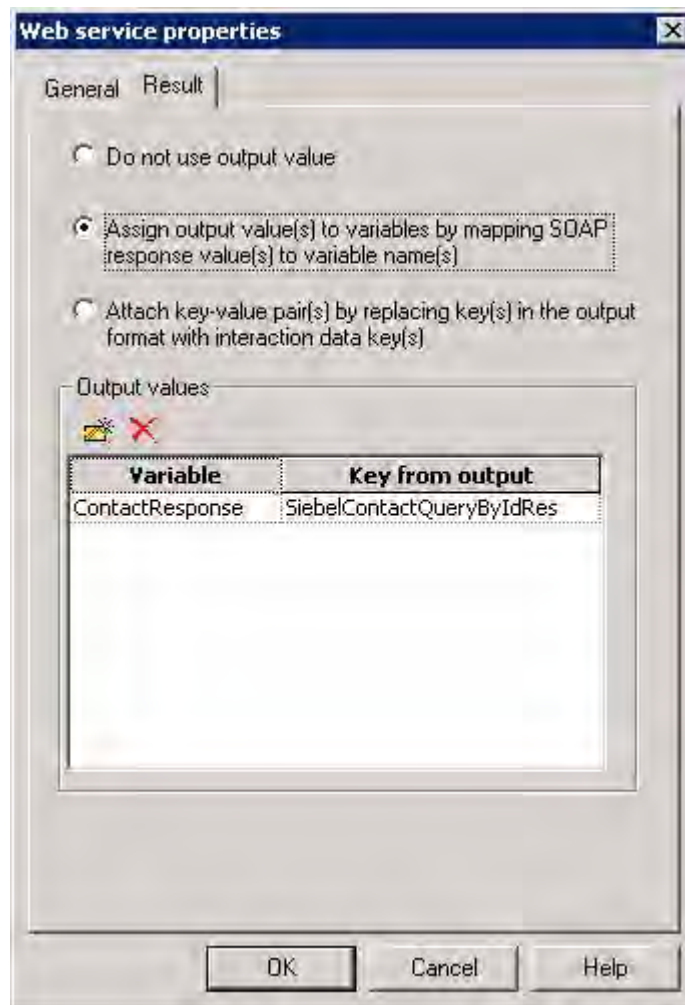 Web service properties
General Result
Do not use output value
Assign output value(s) to variables by mapping SOAP
response value(s) to variable name(s)
Attach key-value pair(s) by replacing key(s) in the output
format with interaction data key(s)
Output values
Variable Key from output
ContactResponse SiebelContactQueryByIdRes
OK Cancel Help